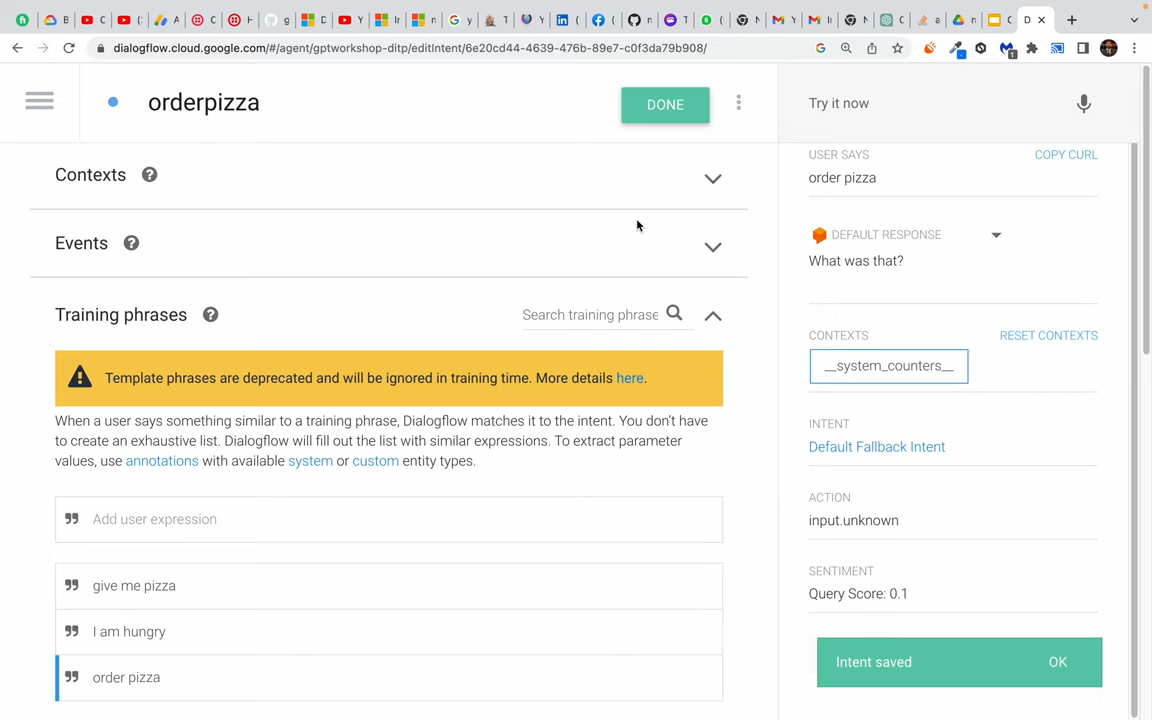 dialogflow.cloud.google.com/#/agent/gptworkshop-ditp/editIntent/6e20cd44-4639-476b-89e7-c0f3da79b908/
orderpizza
DONE
Try it now
Contexts
Events
Training phrases
Search training phrase
Template phrases are deprecated and will be ignored in training time. More details here.
When a user says something similar to a training phrase, Dialogflow matches it to the intent. You don't have
to create an exhaustive list. Dialogflow will fill out the list with similar expressions. To extract parameter
values, use annotations with available system or custom entity types.
Add user expression
give me pizza
I am hungry
order pizza
USER SAYS
COPY CURL
order pizza
DEFAULT RESPONSE
What was that?
CONTEXTS
RESET CONTEXTS
__system_counters__
INTENT
Default Fallback Intent
ACTION
input.unknown
SENTIMENT
Query Score: 0.1
Intent saved
OK